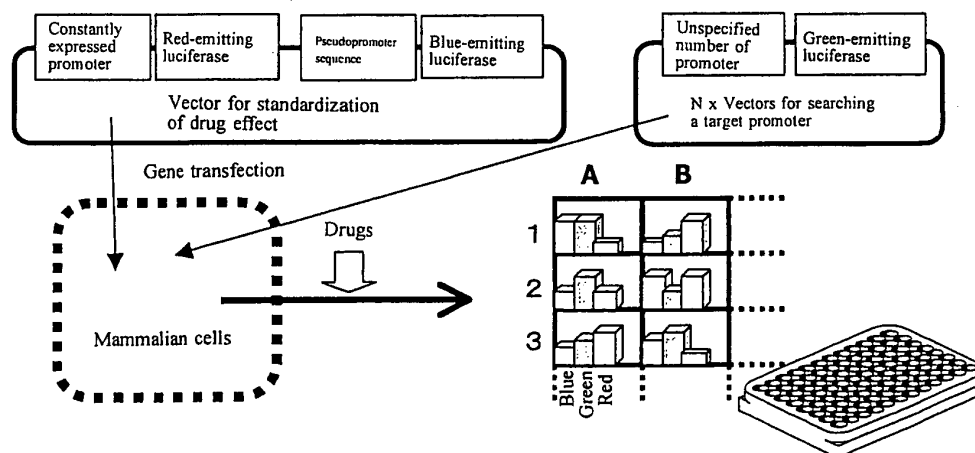 Constantly
expressed
promoter
Red-emitting
luciferase
Pseudopromoter
sequence
Blue-emitting
luciferase
Vector for standardization
of drug effect
Unspecified
number of
promoter
Green-emitting
luciferase
N x Vectors for searching
a target promoter
Gene transfection
Mammalian cells
Drugs
A B
1
2
3
Blue
Green
Red